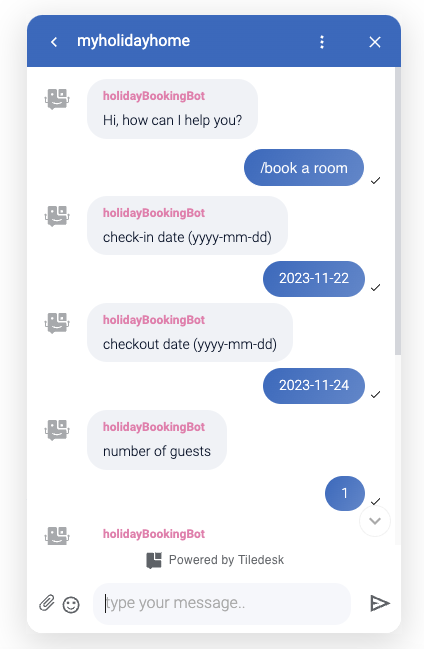 myholidayhome
holidayBookingBot
Hi, how can I help you?
/book a room
holidayBookingBot
check-in date (yyyy-mm-dd)
2023-11-22
holidayBookingBot
checkout date (yyyy-mm-dd)
2023-11-24
holidayBookingBot
number of guests
1
holidayBookingBot
Powered by Tiledesk
type your message..